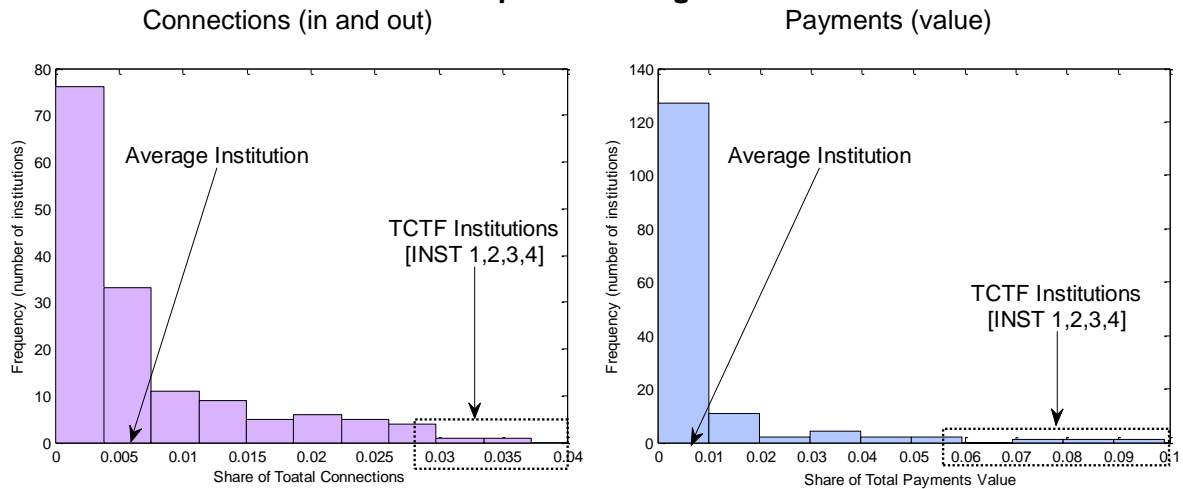 Connections (in and out)
80
70
60
50
40
30
20
10
0
Frequency (number of institutions)
Average Institution
TCTF Institutions
[INST 1,2,3,4]
0 0.005 0.01 0.015 0.02 0.025 0.03 0.035 0.04
Share of Toatal Connections
Payments (value)
140
120
100
80
60
40
20
0
Frequency (number of institutions)
Average Institution
TCTF Institutions
[INST 1,2,3,4]
0 0.01 0.02 0.03 0.04 0.05 0.06 0.07 0.08 0.09 0.1
Share of Total Payments Value